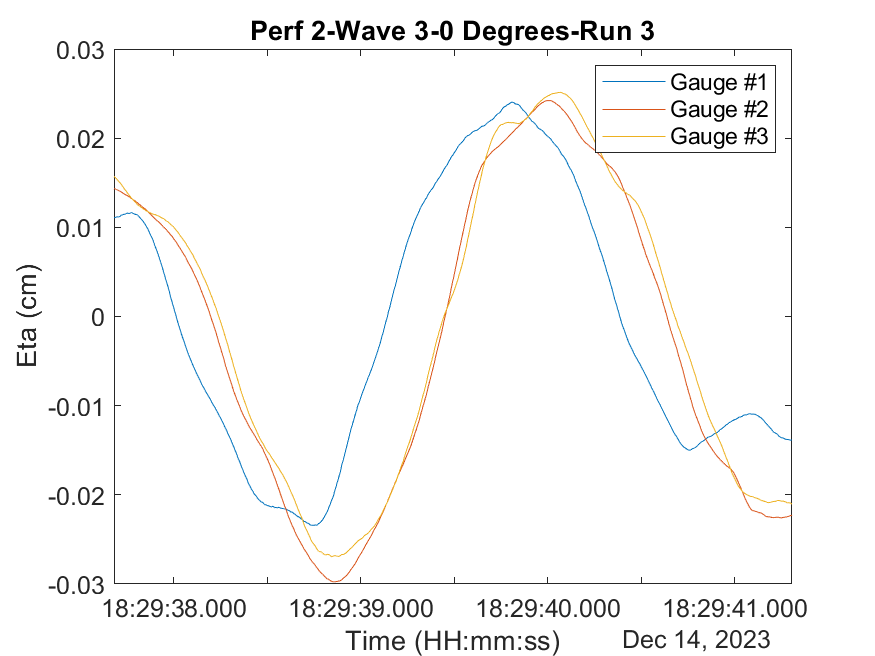 Perf 2-Wave 3-0 Degrees-Run 3
0.03
0.02
0.01
0
-0.01
-0.02
-0.03
Eta (cm)
Gauge #1
Gauge #2
Gauge #3
18:29:38.000 18:29:39.000 18:29:40.000 18:29:41.000
Time (HH:mm:ss)
Dec 14, 2023